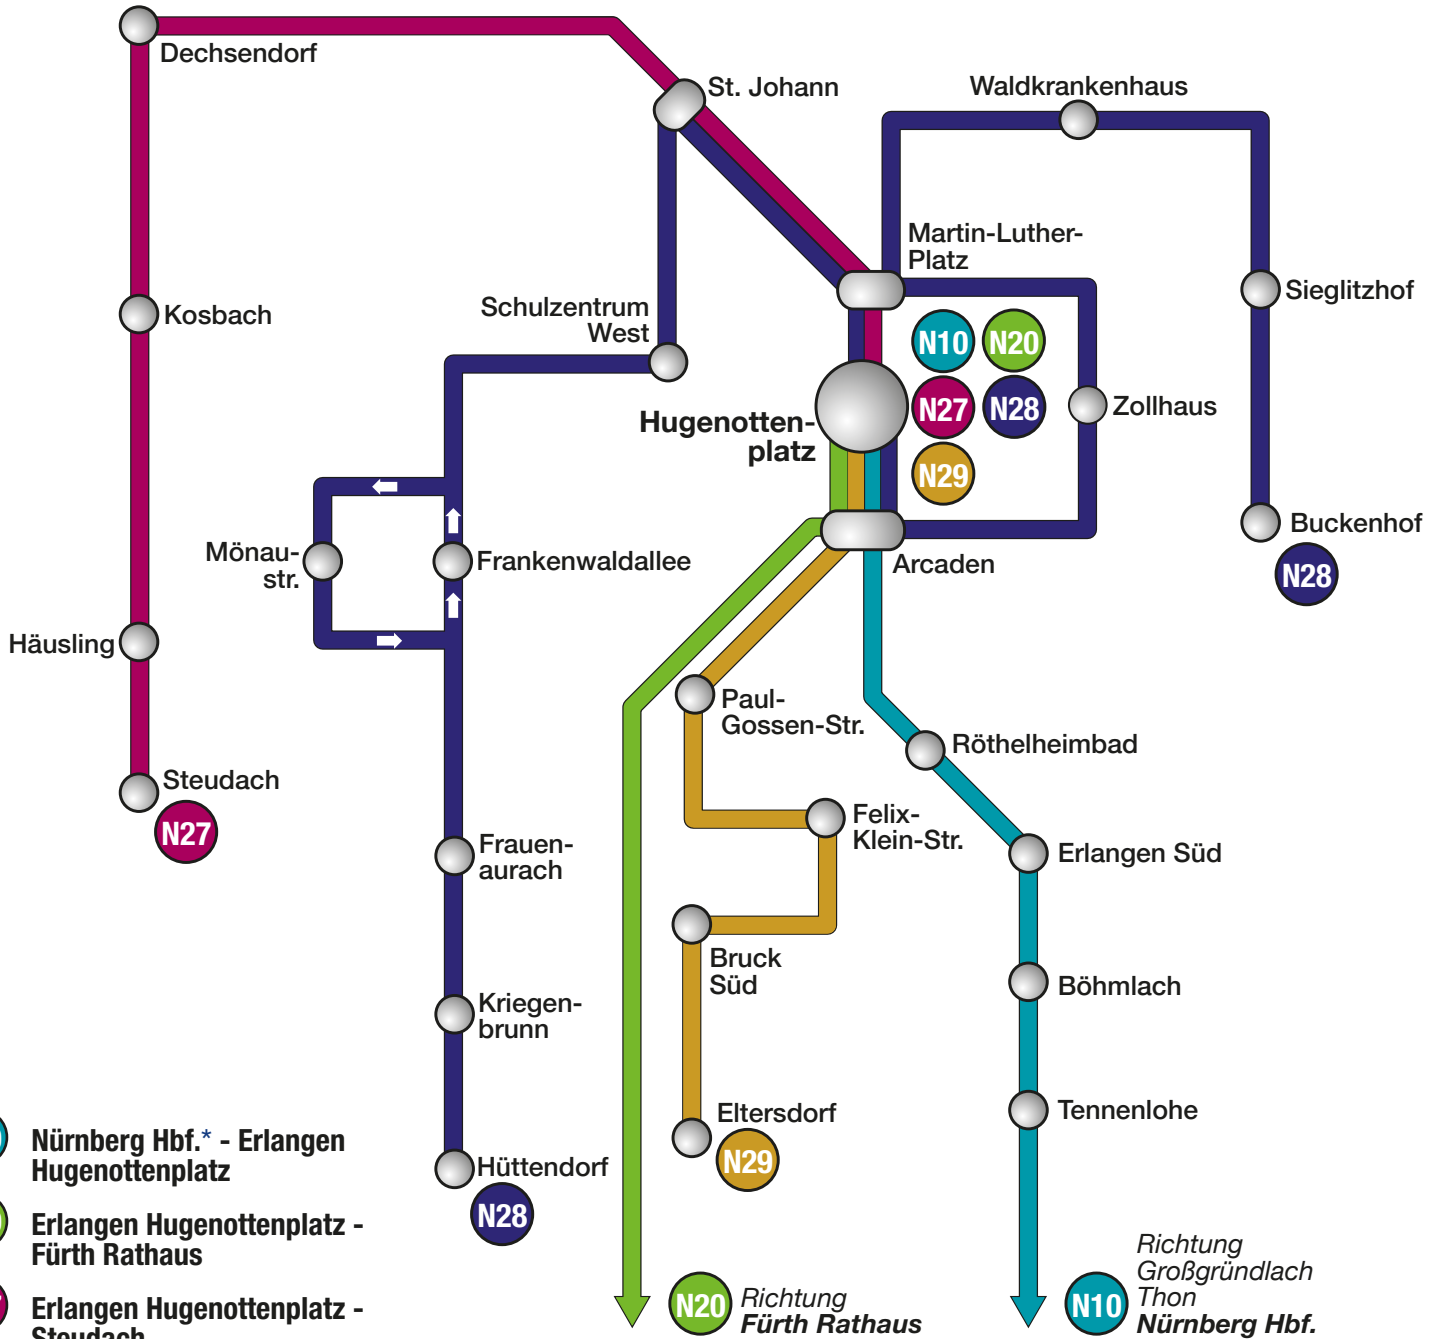 Dechsendorf
St. Johann
Waldkrankenhaus
Martin-Luther-
Platz
Sieglitzhof
Kosbach
Schulzentrum
West
N10
N20
N27
N28
N29
Zollhaus
Hugenotten-
platz
Buckenhof
N28
Mönau-
str.
Frankenwaldallee
Arcaden
Häusling
Paul-
Gossen-Str.
Röthelheimbad
Steudach
N27
Felix-
Klein-Str.
Erlangen Süd
Frauen-
aurach
Bruck
Süd
Böhmlach
Kriegen-
brunn
Eltersdorf
N29
Tennenlohe
Hüttendorf
N28
Nürnberg Hbf.* - Erlangen
Hugenottenplatz
Erlangen Hugenottenplatz -
Fürth Rathaus
Erlangen Hugenottenplatz -
Steudach
N20
Richtung
Fürth Rathaus
N10
Richtung
Großgründlach
Thon
Nürnberg Hbf.